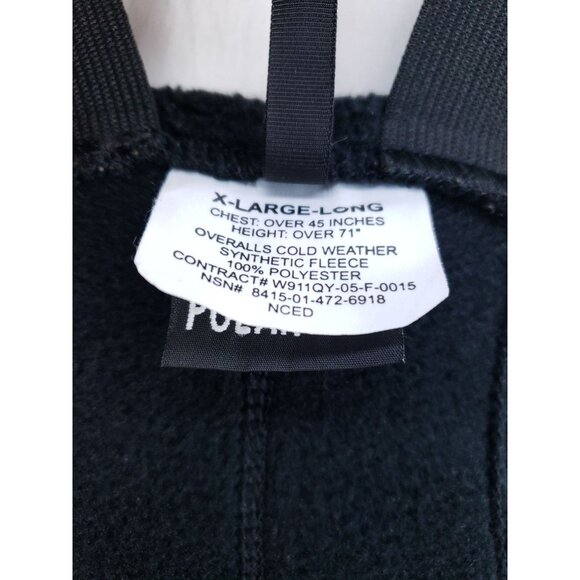 X-LARGE-LONG
CHEST: OVER 45 INCHES
HEIGHT: OVER 71"
OVERALLS COLD WEATHER
SYNTHETIC FLEECE
100% POLYESTER
CONTRACT# W911QY-05-F-0015
NSN# 8415-01-472-6918
NCED